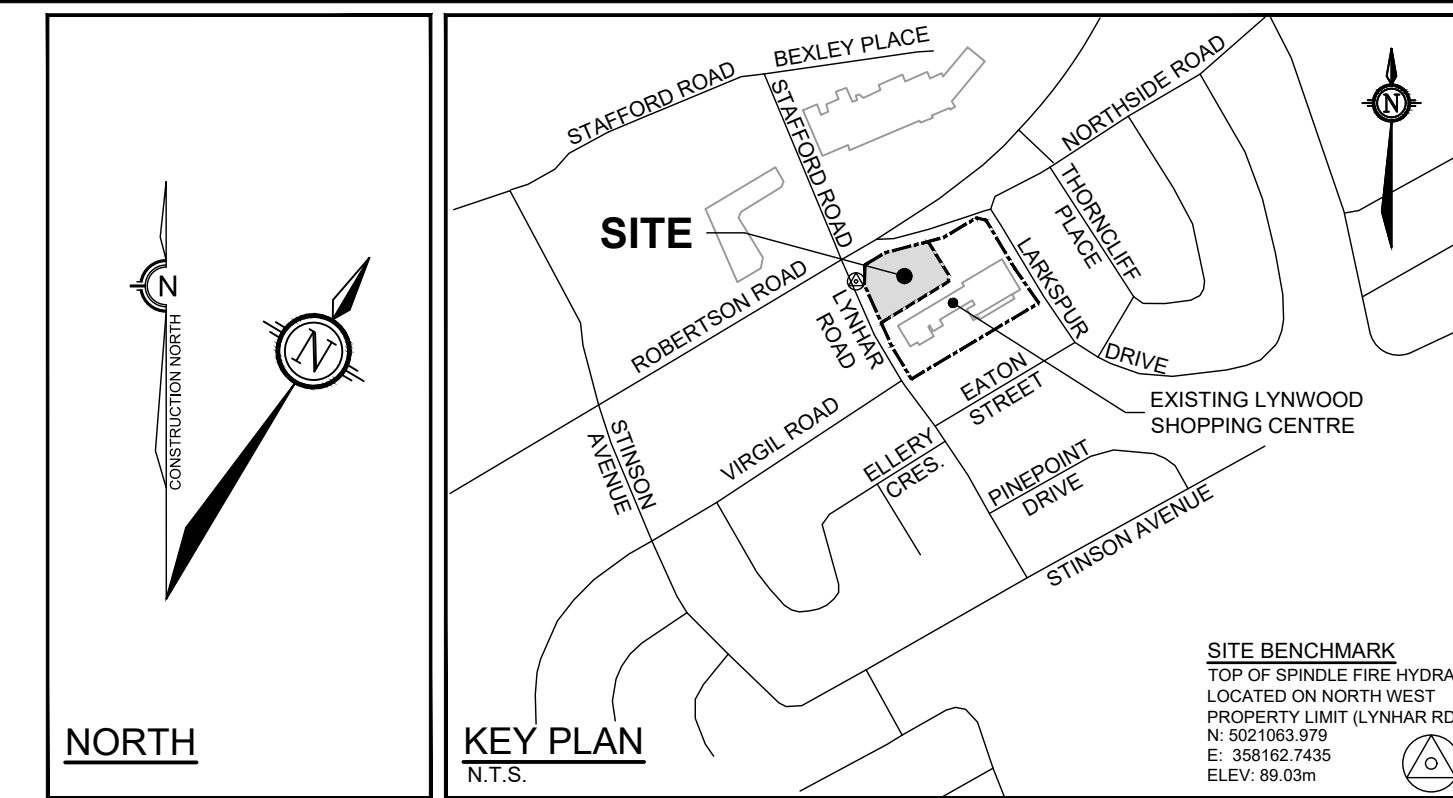 N
CONSTRUCTION NORTH
N
NORTH
STAFFORD ROAD
BEXLEY PLACE
STAFFORD ROAD
NORTHSIDE ROAD
N
THORNCLIFF
PLACE
SITE
LARKSPUR
DRIVE
ROBERTSON ROAD
LYNHAR
ROAD
EATON
STREET
EXISTING LYNWOOD
SHOPPING CENTRE
STINSON
AVENUE
VIRGIL ROAD
ELLERY
CRES.
PINEPOINT
DRIVE
STINSON AVENUE
KEY PLAN
N.T.S.
SITE BENCHMARK
TOP OF SPINDLE FIRE HYDRA
LOCATED ON NORTH WEST
PROPERTY LIMIT (LYNHAR RD
N: 5021063.979
E: 358162.7435
ELEV: 89.03m